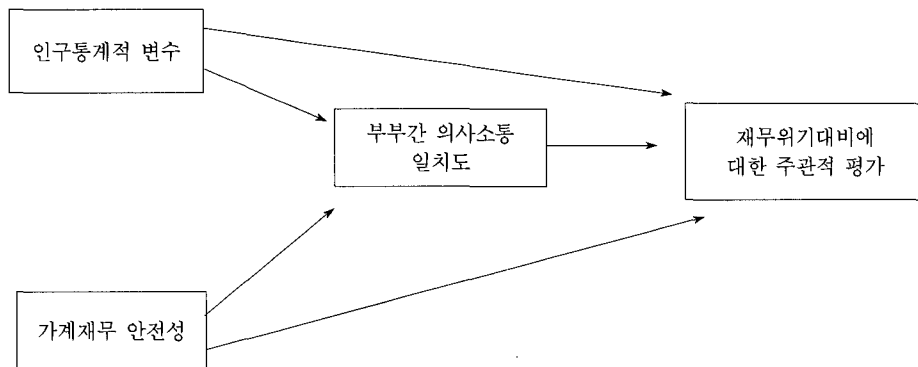 인구통계적 변수
부부간 의사소통
일치도
재무위기대비에
대한 주관적 평가
가계재무 안전성